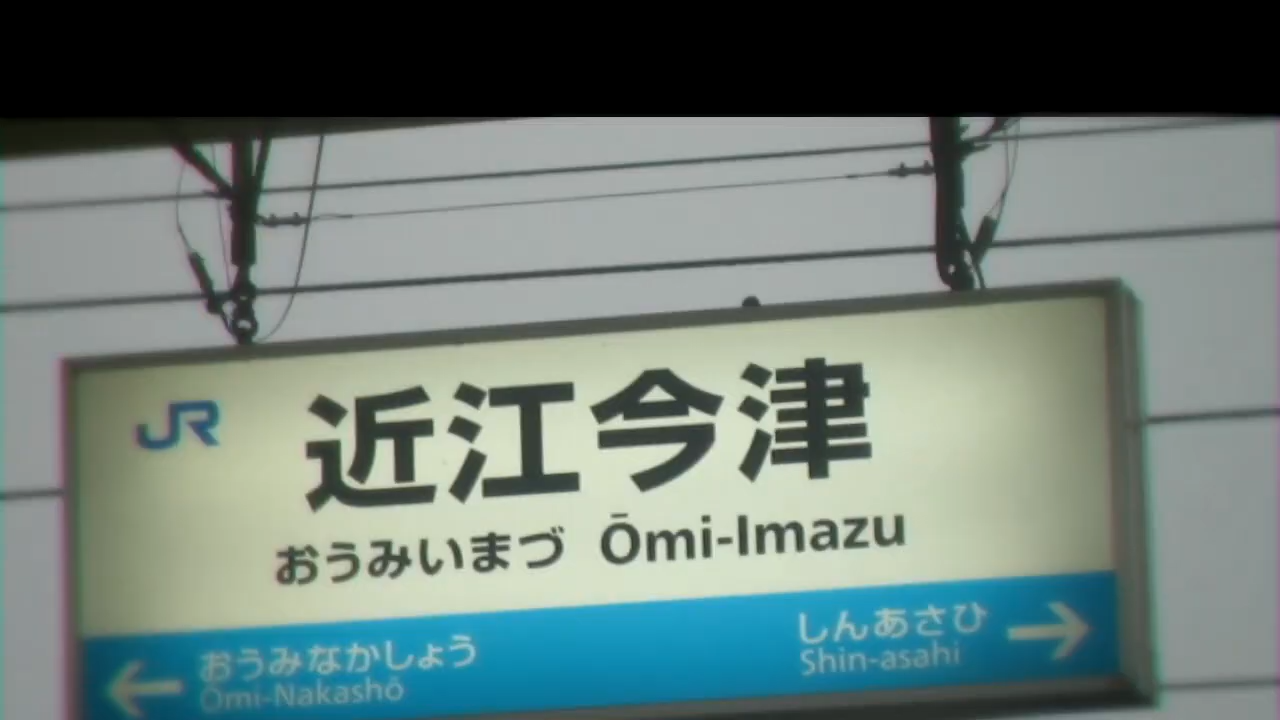 JR
近江今津
おうみいまづ Ōmi-Imazu
← おうみなかしょう
Ōmi-Nakashō
しんあさひ →
Shin-asahi